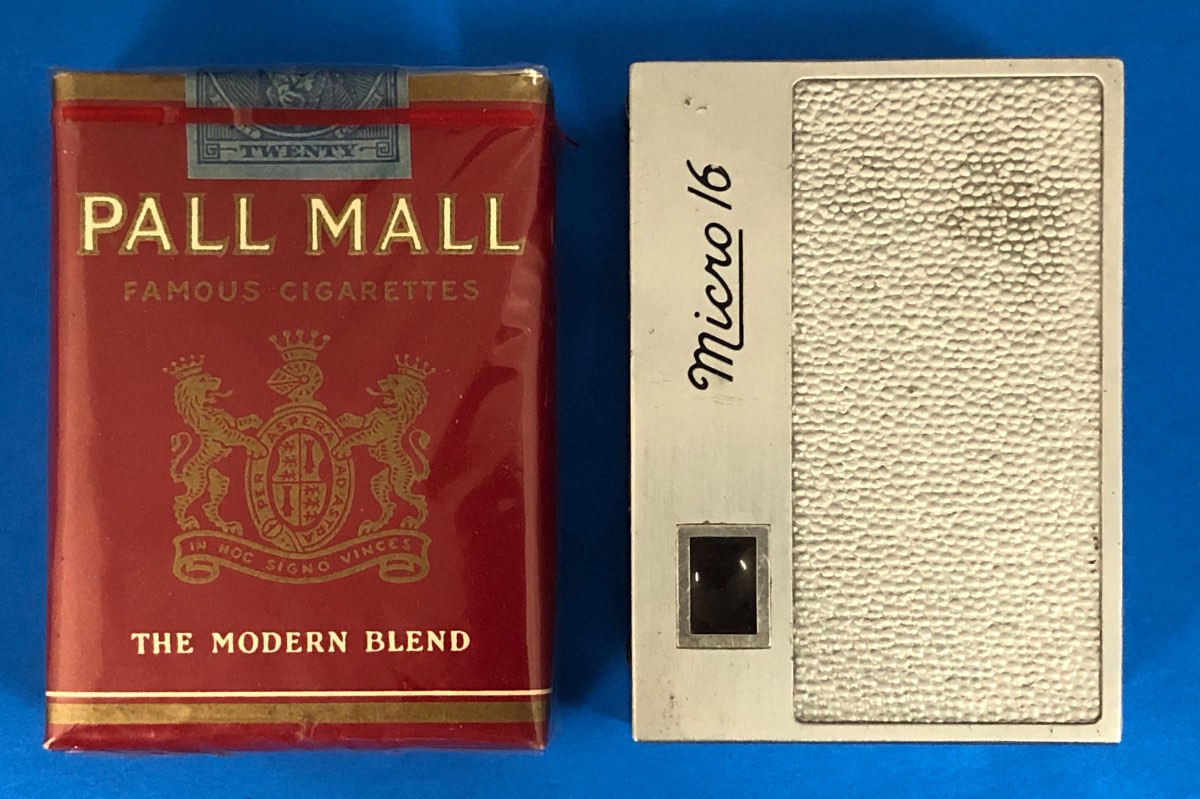 TWENTY
PALL MALL
FAMOUS CIGARETTES
PER ASPERA AD ASTRA
IN HOC SIGNO VINCES
THE MODERN BLEND
Micro 16